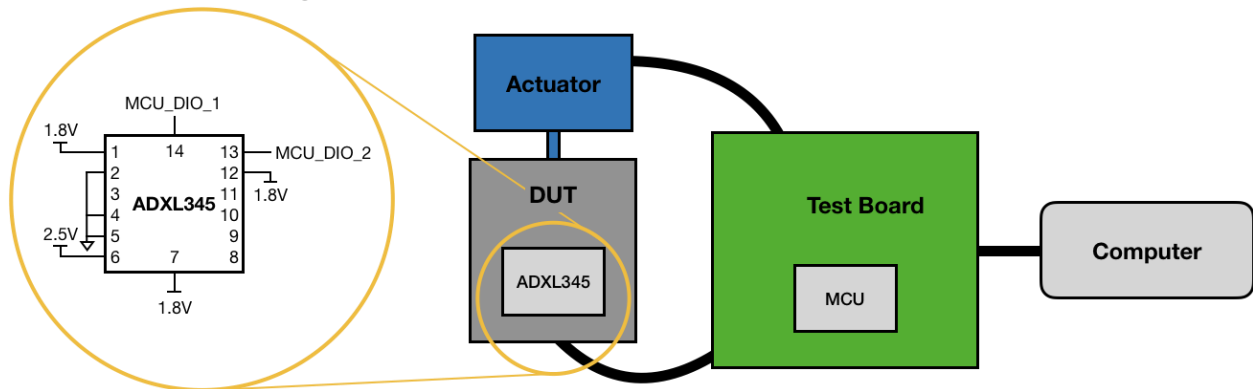 MCU_DIO_1
1.8V
1 14 13 MCU_DIO_2
2 12
3 11 1.8V
ADXL345
4 10
2.5V 5 9
6 7 8
1.8V
Actuator
DUT
ADXL345
Test Board
MCU
Computer